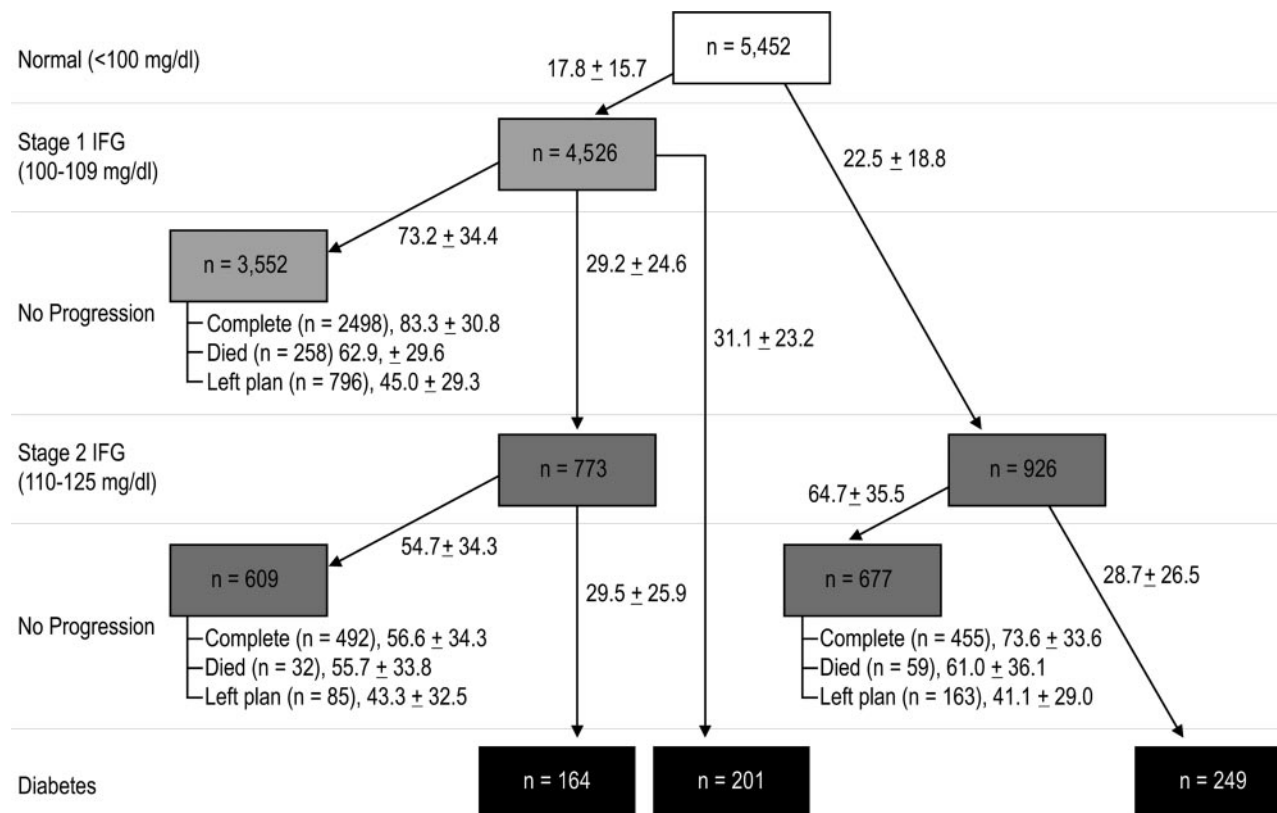 Normal (<100 mg/dl)
n = 5,452
17.8 ± 15.7
Stage 1 IFG
(100-109 mg/dl)
n = 4,526
22.5 ± 18.8
73.2 ± 34.4
n = 3,552
29.2 ± 24.6
No Progression
Complete (n = 2498), 83.3 ± 30.8
Died (n = 258) 62.9, ± 29.6
Left plan (n = 796), 45.0 ± 29.3
31.1 ± 23.2
Stage 2 IFG
(110-125 mg/dl)
n = 773
n = 926
64.7± 35.5
54.7± 34.3
n = 609
29.5 ± 25.9
n = 677
28.7± 26.5
No Progression
Complete (n = 492), 56.6 ± 34.3
Died (n = 32), 55.7 ± 33.8
Left plan (n = 85), 43.3 ± 32.5
Complete (n = 455), 73.6 ± 33.6
Died (n = 59), 61.0 ± 36.1
Left plan (n = 163), 41.1 ± 29.0
Diabetes
n = 164
n = 201
n = 249